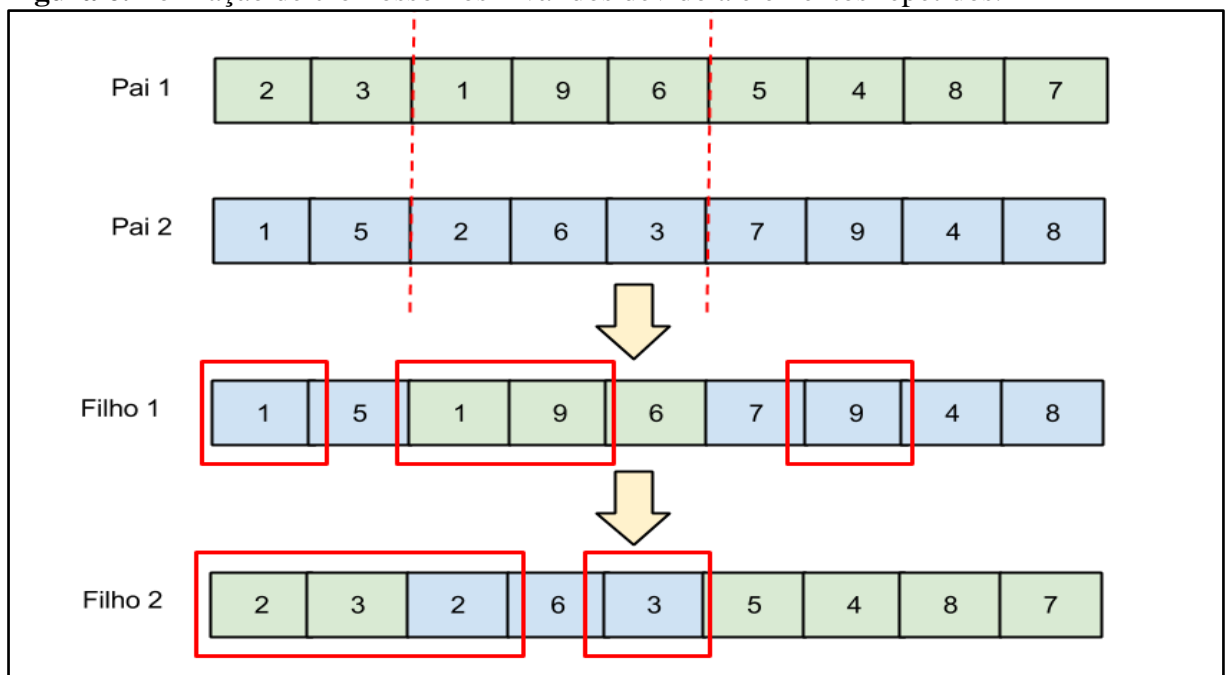 Pai 1 2 3 1 9 6 5 4 8 7
Pai 2 1 5 2 6 3 7 9 4 8
Filho 1 1 5 1 9 6 7 9 4 8
Filho 2 2 3 2 6 3 5 4 8 7